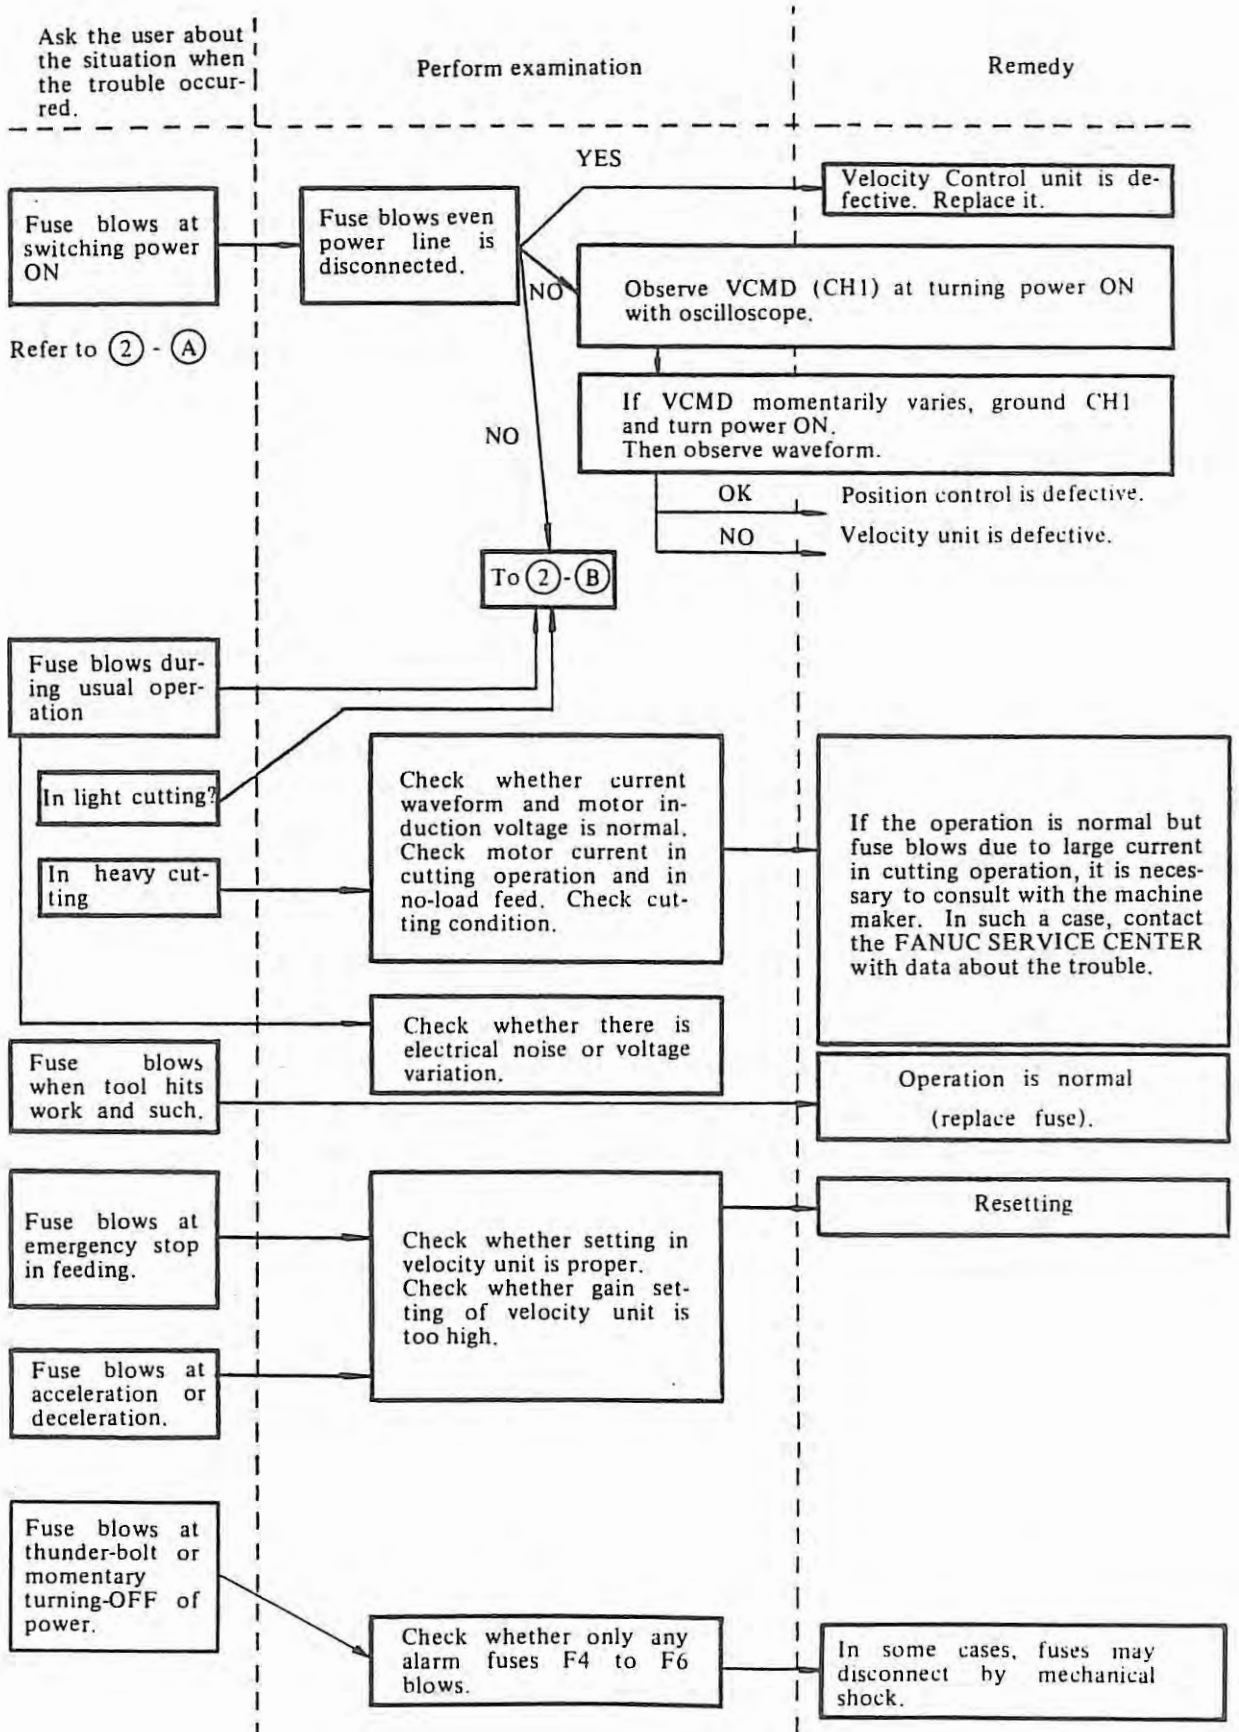 Ask the user about
the situation when
the trouble occur-
red.
Perform examination
Remedy
YES
Fuse blows at
switching power
ON
Fuse blows even
power line is
disconnected.
Velocity Control unit is de-
fective. Replace it.
NO
Observe VCMD (CH1) at turning power ON
with oscilloscope.
Refer to 2 - A
If VCMD momentarily varies, ground CH1
and turn power ON.
Then observe waveform.
NO
OK
Position control is defective.
NO
Velocity unit is defective.
To 2 - B
Fuse blows dur-
ing usual oper-
ation
In light cutting?
In heavy cut-
ting
Check whether current
waveform and motor in-
duction voltage is normal.
Check motor current in
cutting operation and in
no-load feed. Check cut-
ting condition.
If the operation is normal but
fuse blows due to large current
in cutting operation, it is neces-
sary to consult with the machine
maker. In such a case, contact
the FANUC SERVICE CENTER
with data about the trouble.
Check whether there is
electrical noise or voltage
variation.
Fuse blows
when tool hits
work and such.
Operation is normal
(replace fuse).
Fuse blows at
emergency stop
in feeding.
Check whether setting in
velocity unit is proper.
Check whether gain set-
ting of velocity unit is
too high.
Resetting
Fuse blows at
acceleration or
deceleration.
Fuse blows at
thunder-bolt or
momentary
turning-OFF of
power.
Check whether only any
alarm fuses F4 to F6
blows.
In some cases, fuses may
disconnect by mechanical
shock.